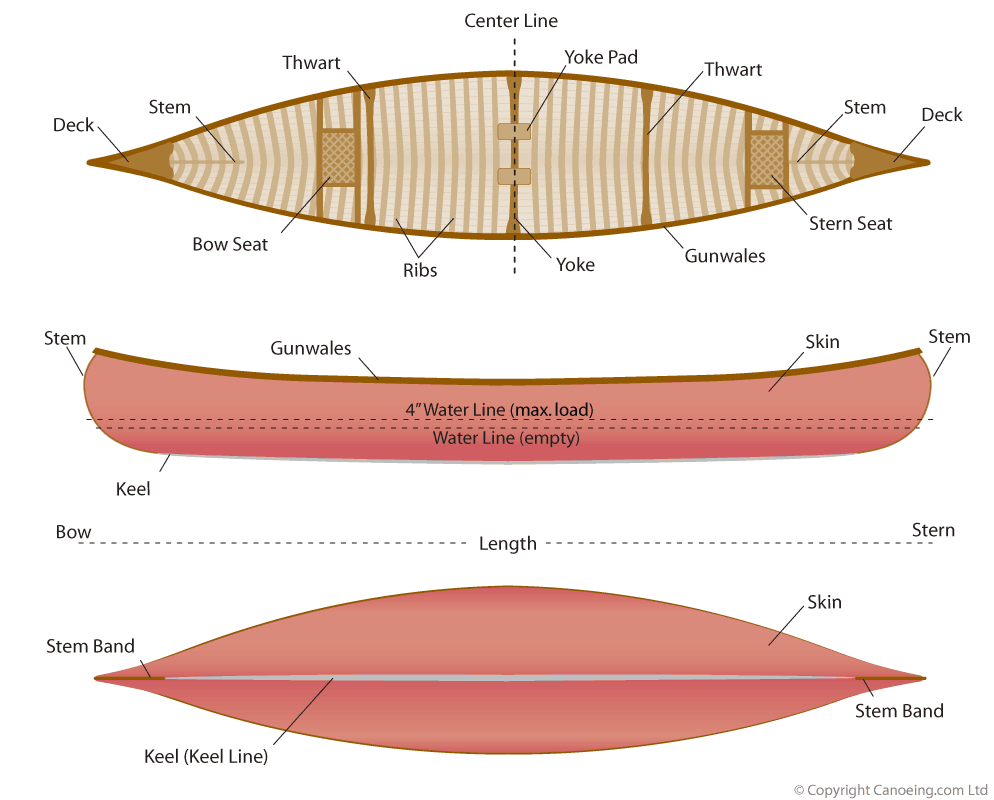 Center Line
Yoke Pad
Thwart
Thwart
Stem
Stem
Deck
Deck
Bow Seat
Ribs
Yoke
Gunwales
Stern Seat
Stem
Gunwales
Skin
Stem
4” Water Line (max. load)
Water Line (empty)
Keel
Bow
Stern
Length
Skin
Stem Band
Stem Band
Keel (Keel Line)
© Copyright Canoeing.com Ltd